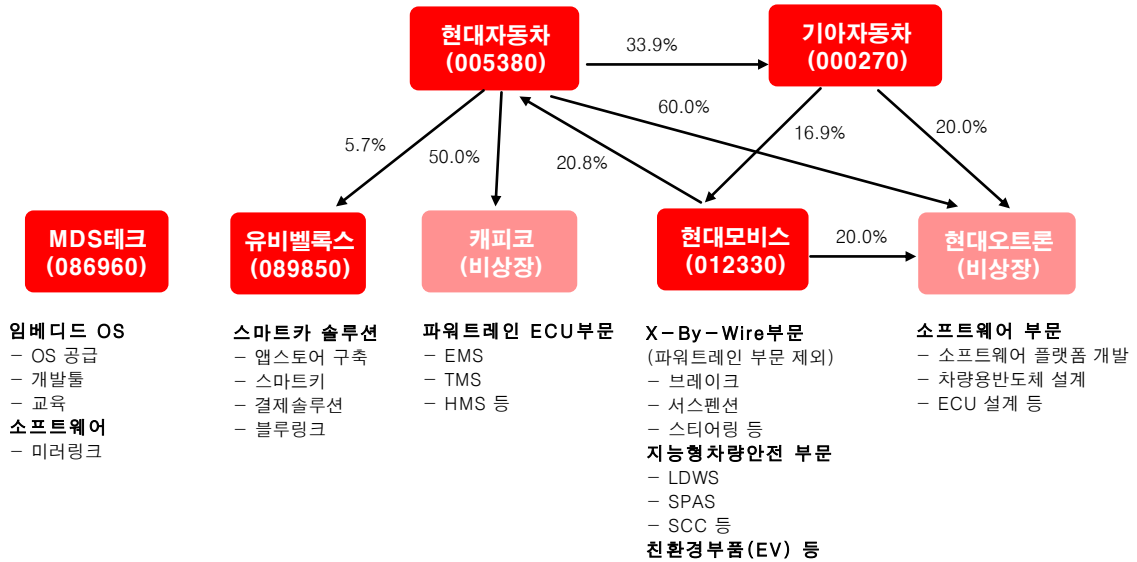 현대자동차
(005380)
33.9%
기아자동차
(000270)
5.7%
50.0%
20.8%
60.0%
16.9%
20.0%
MDS테크
(086960)
유비벨록스
(089850)
캐피코
(비상장)
현대모비스
(012330)
20.0%
현대오트론
(비상장)
임베디드 OS
– OS 공급
– 개발툴
– 교육
소프트웨어
– 미러링크
스마트카 솔루션
– 앱스토어 구축
– 스마트키
– 결제솔루션
– 블루링크
파워트레인 ECU부문
– EMS
– TMS
– HMS 등
X–By–Wire부문
(파워트레인 부문 제외)
– 브레이크
– 서스펜션
– 스티어링 등
지능형차량안전 부문
– LDWS
– SPAS
– SCC 등
친환경부품(EV) 등
소프트웨어 부문
– 소프트웨어 플랫폼 개발
– 차량용반도체 설계
– ECU 설계 등